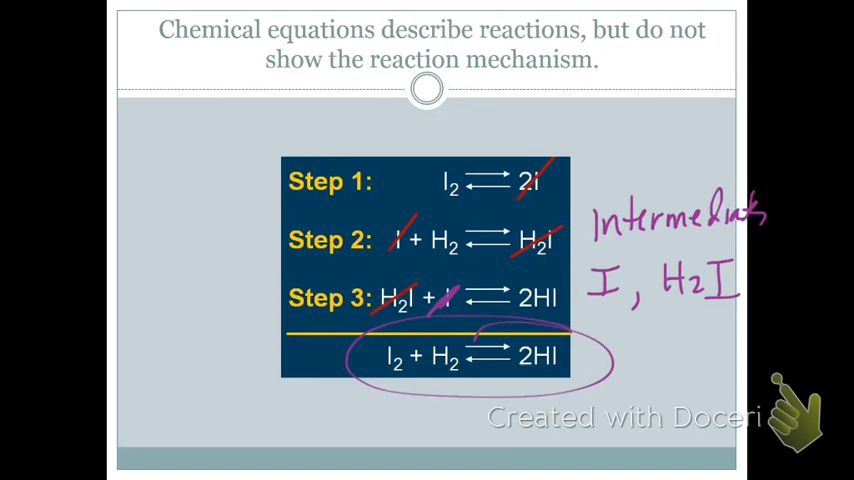 Chemical equations describe reactions, but do not
show the reaction mechanism.
Step 1: I₂ ⇌ 2I
Step 2: I + H₂ ⇌ H₂I
Step 3: H₂I + I ⇌ 2HI
I₂ + H₂ ⇌ 2HI
Intermediates
I, H2I
Created with Doceri